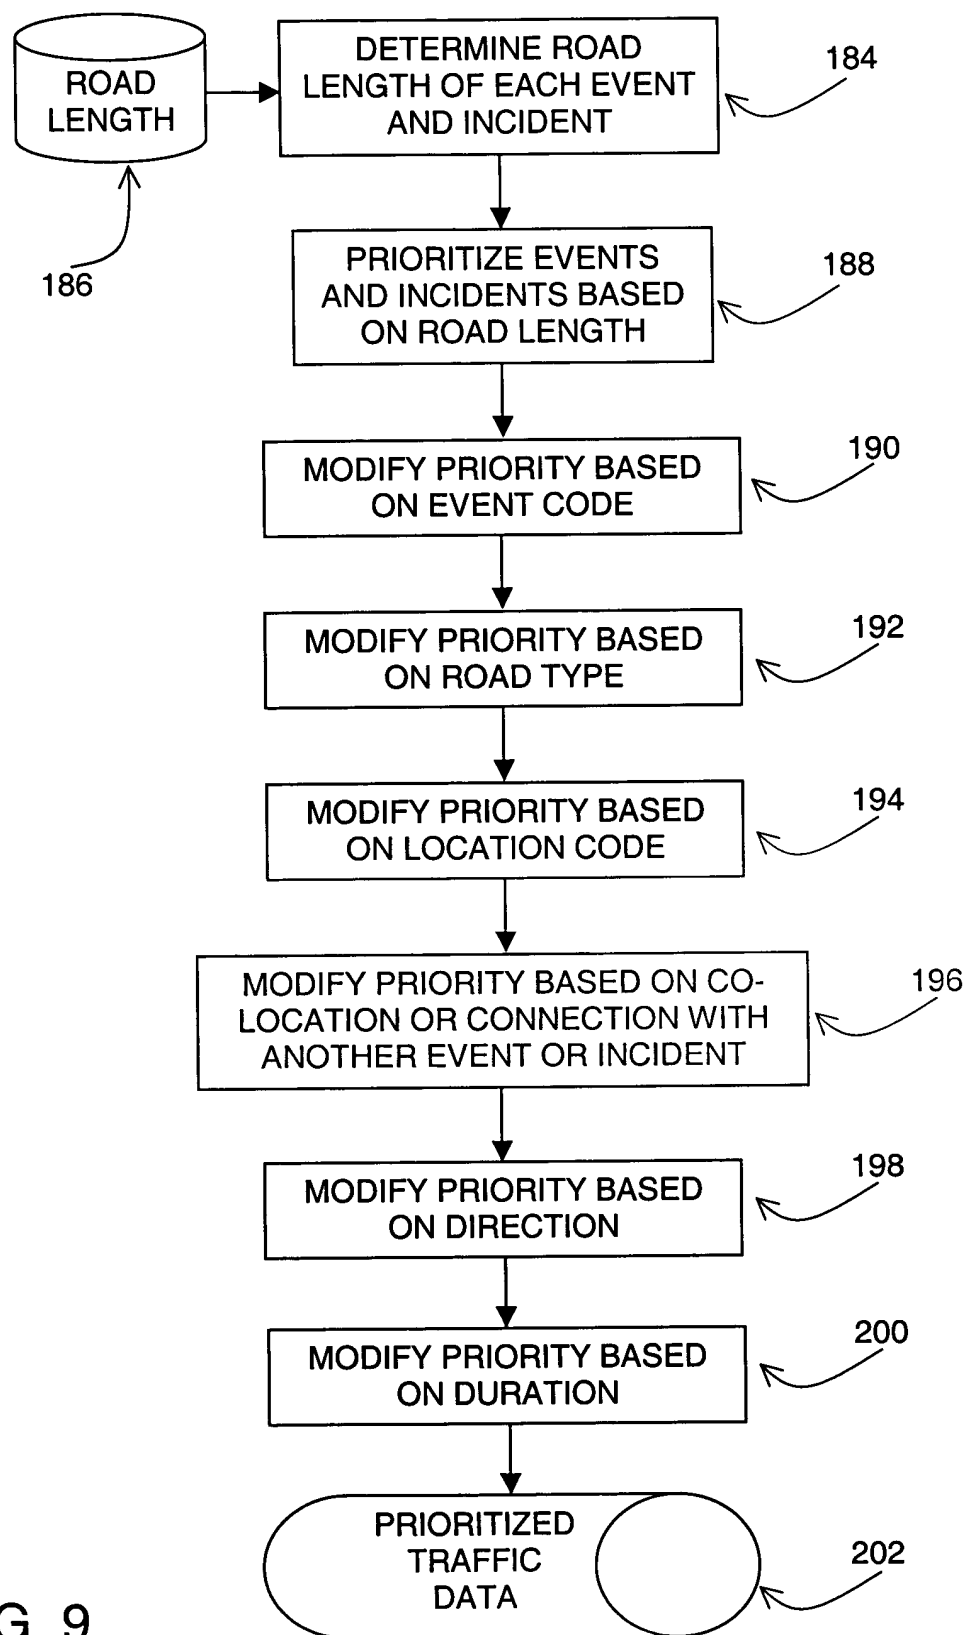 ROAD
LENGTH
186
DETERMINE ROAD
LENGTH OF EACH EVENT
AND INCIDENT
184
PRIORITIZE EVENTS
AND INCIDENTS BASED
ON ROAD LENGTH
188
MODIFY PRIORITY BASED
ON EVENT CODE
190
MODIFY PRIORITY BASED
ON ROAD TYPE
192
MODIFY PRIORITY BASED
ON LOCATION CODE
194
MODIFY PRIORITY BASED ON CO-
LOCATION OR CONNECTION WITH
ANOTHER EVENT OR INCIDENT
196
MODIFY PRIORITY BASED
ON DIRECTION
198
MODIFY PRIORITY BASED
ON DURATION
200
PRIORITIZED
TRAFFIC
DATA
202
G. 9